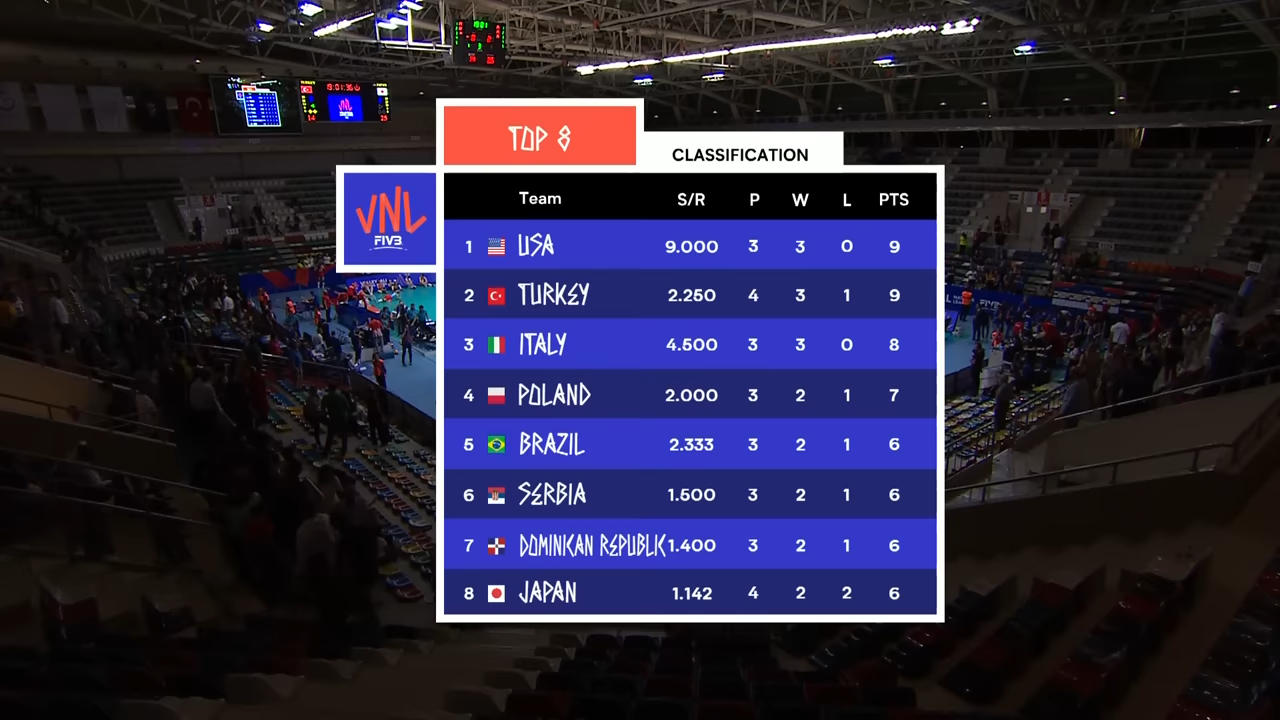 TOP 8
CLASSIFICATION
VNL
FIVB
Team S/R P W L PTS
1 USA 9.000 3 3 0 9
2 TURKEY 2.250 4 3 1 9
3 ITALY 4.500 3 3 0 8
4 POLAND 2.000 3 2 1 7
5 BRAZIL 2.333 3 2 1 6
6 SERBIA 1.500 3 2 1 6
7 DOMINICAN REPUBLIC 1.400 3 2 1 6
8 JAPAN 1.142 4 2 2 6